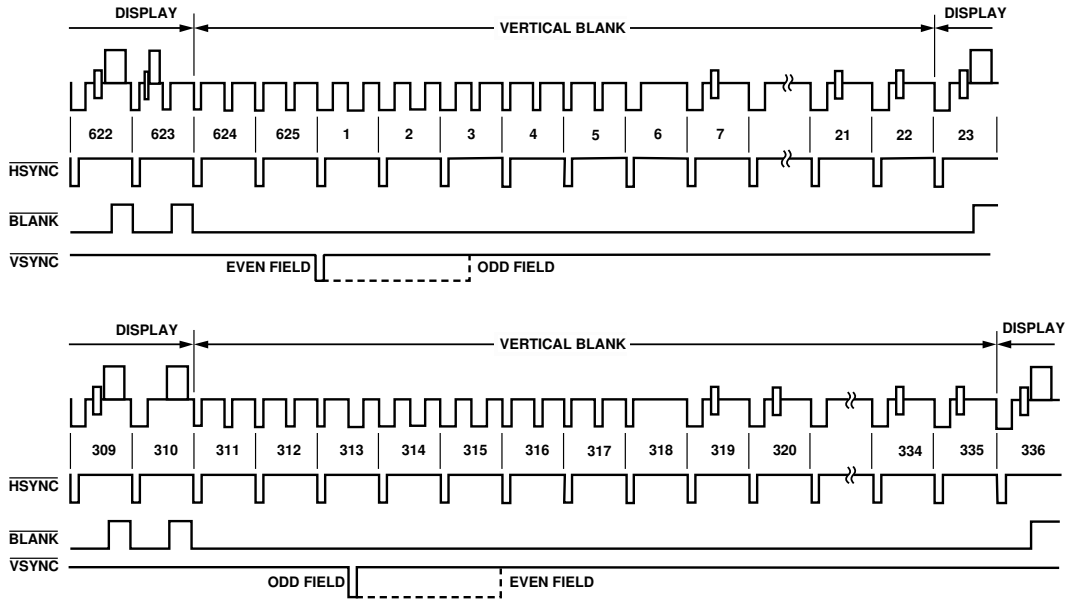 DISPLAY VERTICAL BLANK DISPLAY
622 623 624 625 1 2 3 4 5 6 7 21 22 23
HSYNC
BLANK
VSYNC
EVEN FIELD ODD FIELD
DISPLAY VERTICAL BLANK DISPLAY
309 310 311 312 313 314 315 316 317 318 319 320 334 335 336
HSYNC
BLANK
VSYNC
ODD FIELD EVEN FIELD